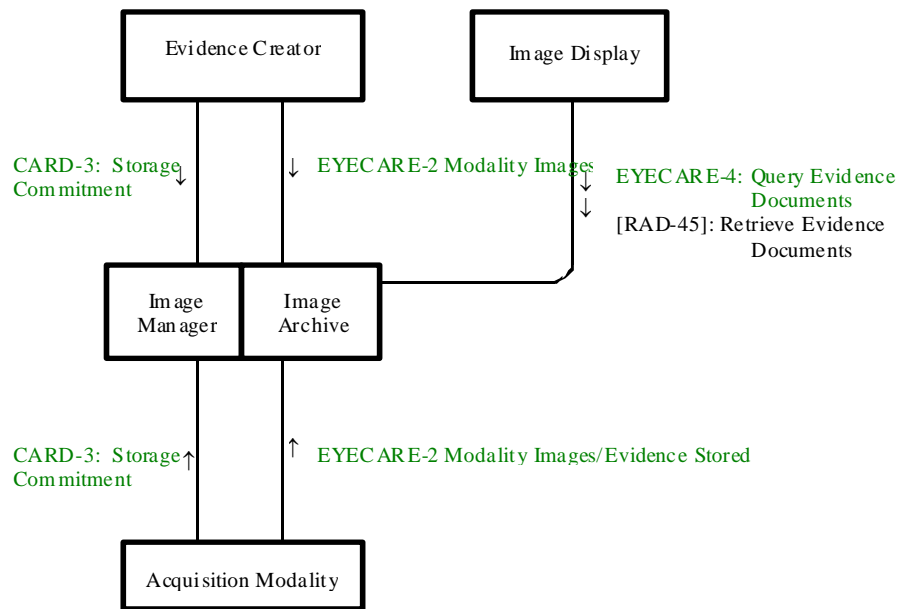 Evidence Creator
Image Display
CARD-3: Storage
Commitment
EYECARE-2 Modality Images
EYECARE-4: Query Evidence
Documents
[RAD-45]: Retrieve Evidence
Documents
Image
Manager
Image
Archive
CARD-3: Storage
Commitment
EYECARE-2 Modality Images/Evidence Stored
Acquisition Modality